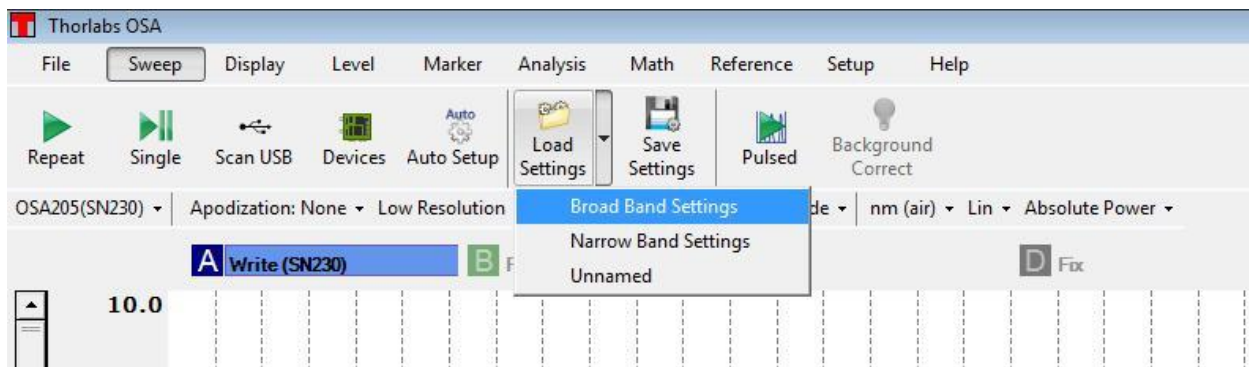 Thorlabs OSA
File Sweep Display Level Marker Analysis Math Reference Setup Help
Repeat Single Scan USB Devices Auto Auto Setup Load Settings Save Settings Pulsed Background Correct
OSA205(SN230) Apodization: None Low Resolution de nm (air) Lin Absolute Power
Broad Band Settings
Narrow Band Settings
Unnamed
A Write (SN230) B F D Fix
10.0